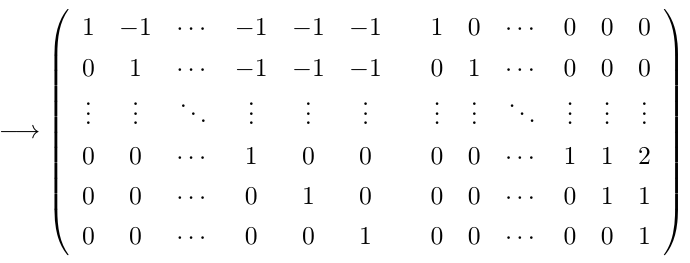 ⟶ ( 1 −1 ⋯ −1 −1 −1 1 0 ⋯ 0 0 0
0 1 ⋯ −1 −1 −1 0 1 ⋯ 0 0 0
⋮ ⋮ ⋱ ⋮ ⋮ ⋮ ⋮ ⋮ ⋱ ⋮ ⋮ ⋮
0 0 ⋯ 1 0 0 0 0 ⋯ 1 1 2
0 0 ⋯ 0 1 0 0 0 ⋯ 0 1 1
0 0 ⋯ 0 0 1 0 0 ⋯ 0 0 1 )